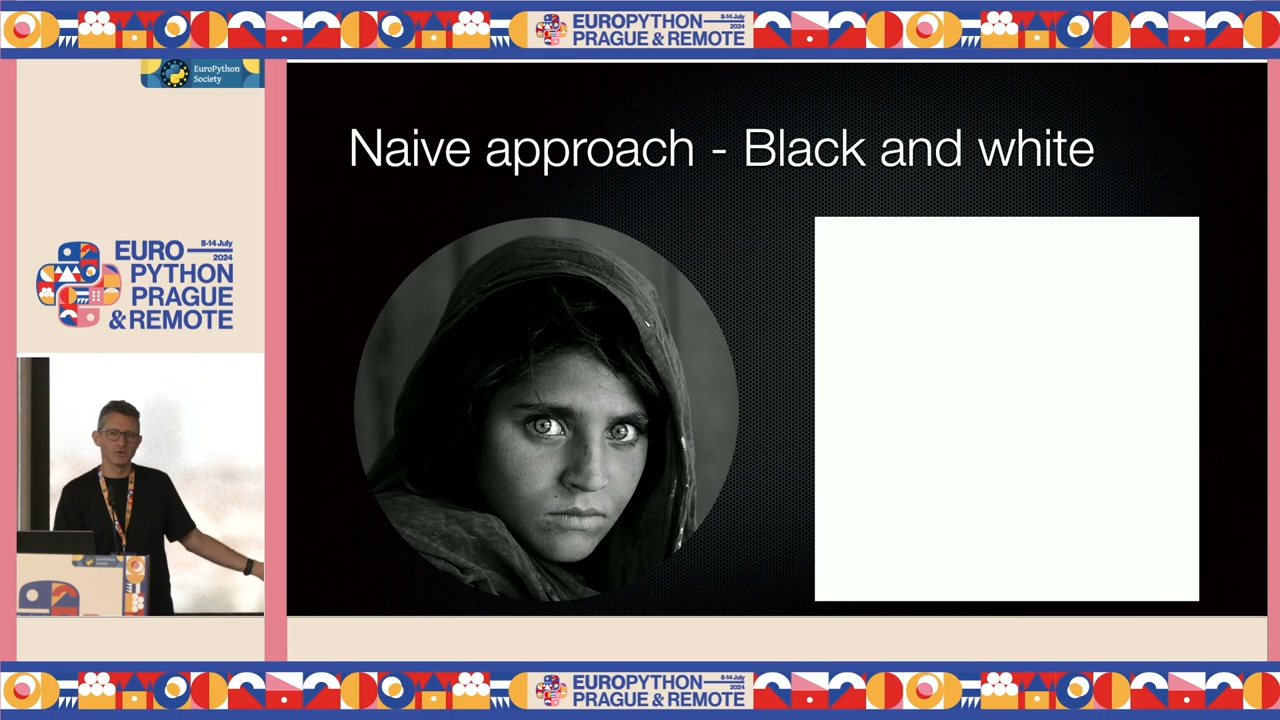 8-14 July
EUROPYTHON
2024
PRAGUE & REMOTE
EuroPython
Society
Naive approach - Black and white
8-14 July
EURO
2024
PYTHON
PRAGUE
& REMOTE
8-14 July
EUROPYTHON
2024
PRAGUE & REMOTE